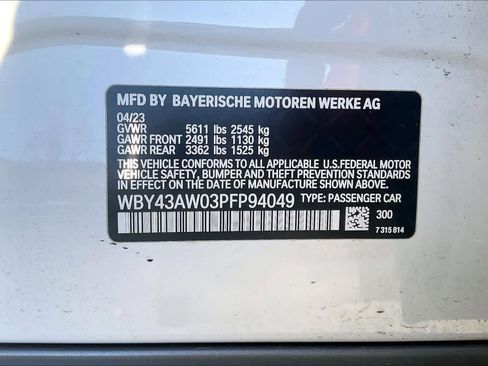 MFD BY BAYERISCHE MOTOREN WERKE AG
04/23
GVWR 5611 lbs 2545 kg
GAWR FRONT 2491 lbs 1130 kg
GAWR REAR 3362 lbs 1525 kg
THIS VEHICLE CONFORMS TO ALL APPLICABLE U.S.FEDERAL MOTOR
VEHICLE SAFETY, BUMPER, AND THEFT PREVENTION STANDARDS
IN EFFECT ON THE DATE OF MANUFACTURE SHOWN ABOVE.
WBY43AW03PFP94049 TYPE: PASSENGER CAR
300
7 315 814